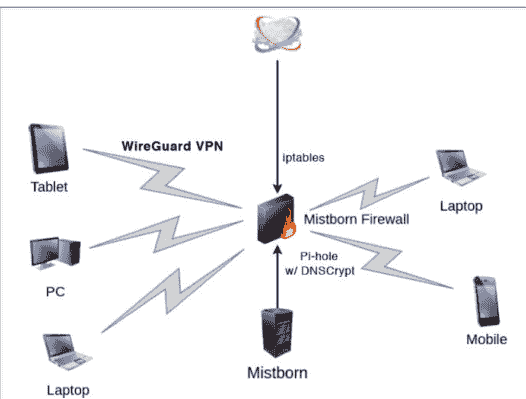 WireGuard VPN
iptables
Tablet
Mistborn Firewall
Laptop
Pi-hole
w/ DNSCrypt
PC
Mobile
Mistborn
Laptop